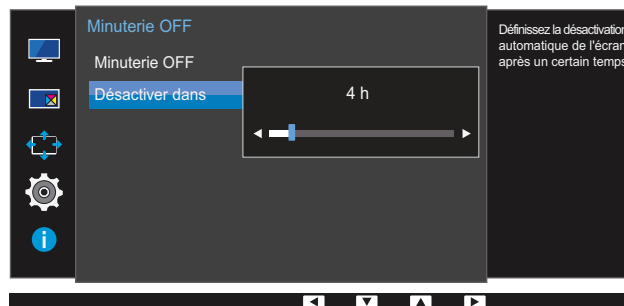 Minuterie OFF
Minuterie OFF
Désactiver dans
4 h
Définissez la désactivation
automatique de l'écran
après un certain temps